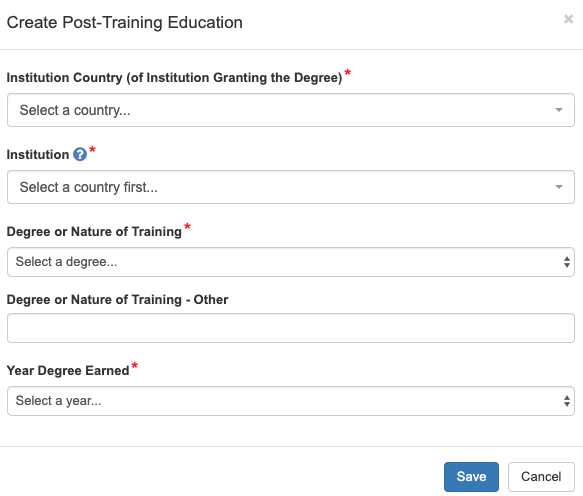 Create Post-Training Education ×
Institution Country (of Institution Granting the Degree)*
Select a country...
Institution ?*
Select a country first...
Degree or Nature of Training*
Select a degree...
Degree or Nature of Training - Other
Year Degree Earned*
Select a year...
Save Cancel